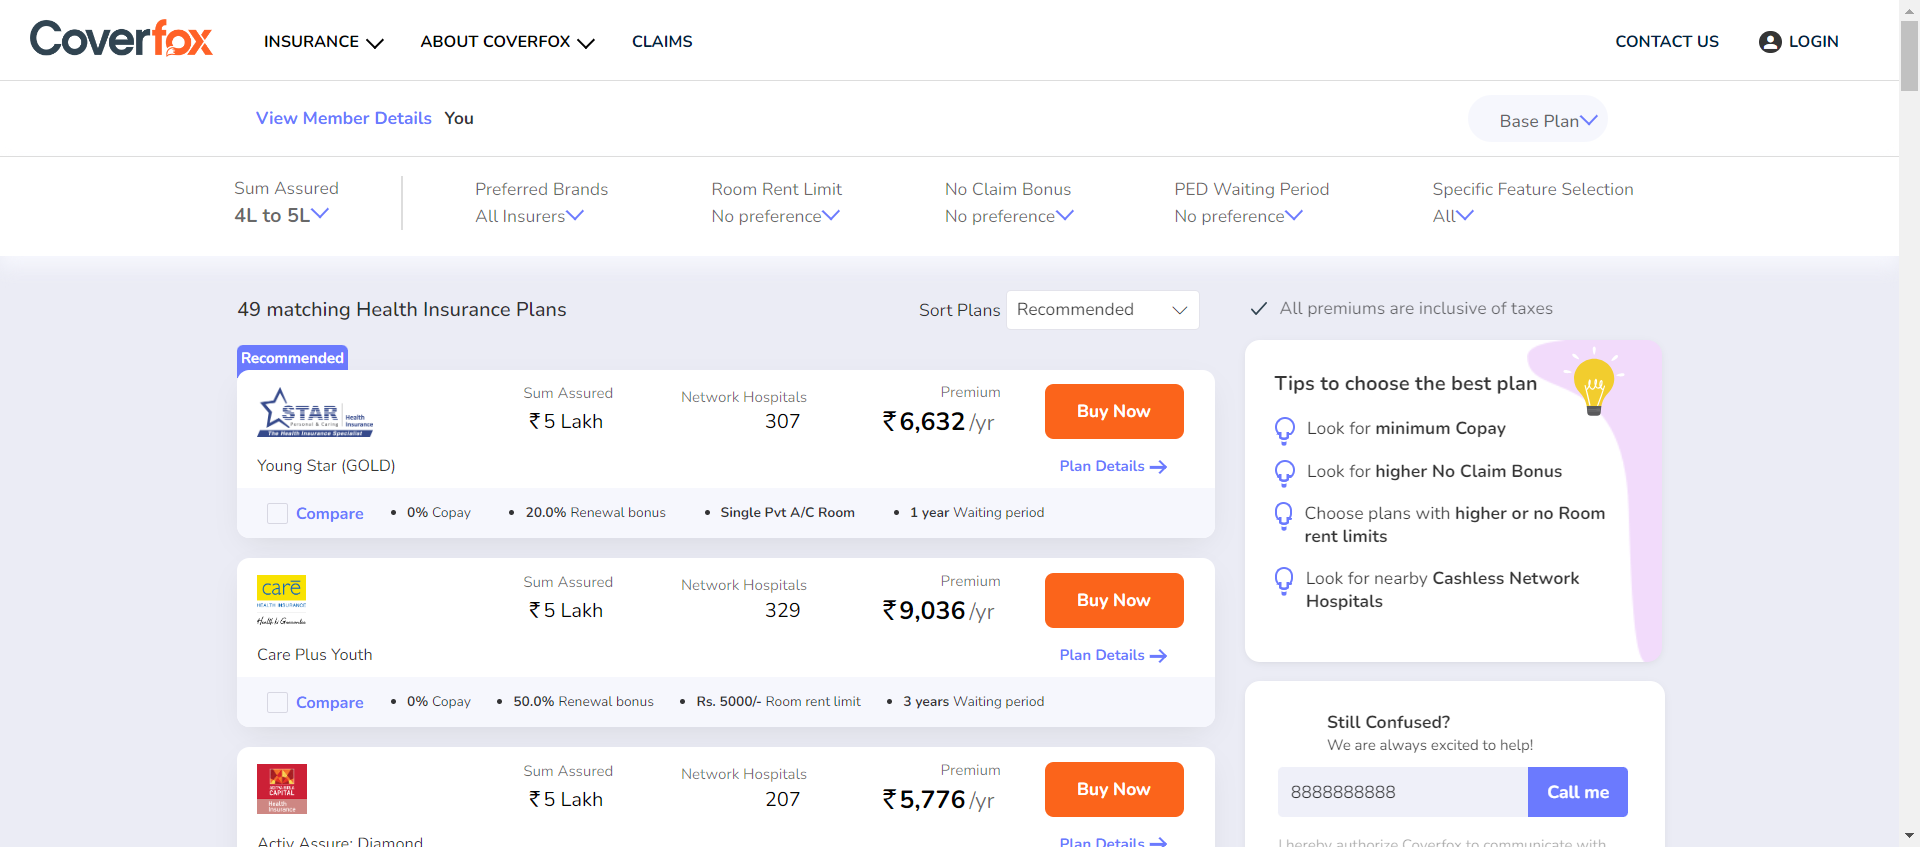 Coverfox
INSURANCE
ABOUT COVERFOX
CLAIMS
CONTACT US
LOGIN
View Member Details You
Base Plan
Sum Assured
4L to 5L
Preferred Brands
All Insurers
Room Rent Limit
No preference
No Claim Bonus
No preference
PED Waiting Period
No preference
Specific Feature Selection
All
49 matching Health Insurance Plans
Sort Plans
Recommended
All premiums are inclusive of taxes
Recommended
STAR
Health
Insurance
Personal & Caring
The Health Insurance Specialist
Young Star (GOLD)
Sum Assured
₹ 5 Lakh
Network Hospitals
307
Premium
₹ 6,632 /yr
Buy Now
Plan Details
Compare
• 0% Copay
• 20.0% Renewal bonus
• Single Pvt A/C Room
• 1 year Waiting period
carē
HEALTH INSURANCE
Care Plus Youth
Sum Assured
₹ 5 Lakh
Network Hospitals
329
Premium
₹ 9,036 /yr
Buy Now
Plan Details
Compare
• 0% Copay
• 50.0% Renewal bonus
• Rs. 5000/- Room rent limit
• 3 years Waiting period
ADITYA BIRLA
CAPITAL
Health
Insurance
Activ Assure: Diamond
Sum Assured
₹ 5 Lakh
Network Hospitals
207
Premium
₹ 5,776 /yr
Buy Now
Plan Details
Tips to choose the best plan
Look for minimum Copay
Look for higher No Claim Bonus
Choose plans with higher or no Room
rent limits
Look for nearby Cashless Network
Hospitals
Still Confused?
We are always excited to help!
8888888888
Call me
I hereby authorize Coverfox to communicate with